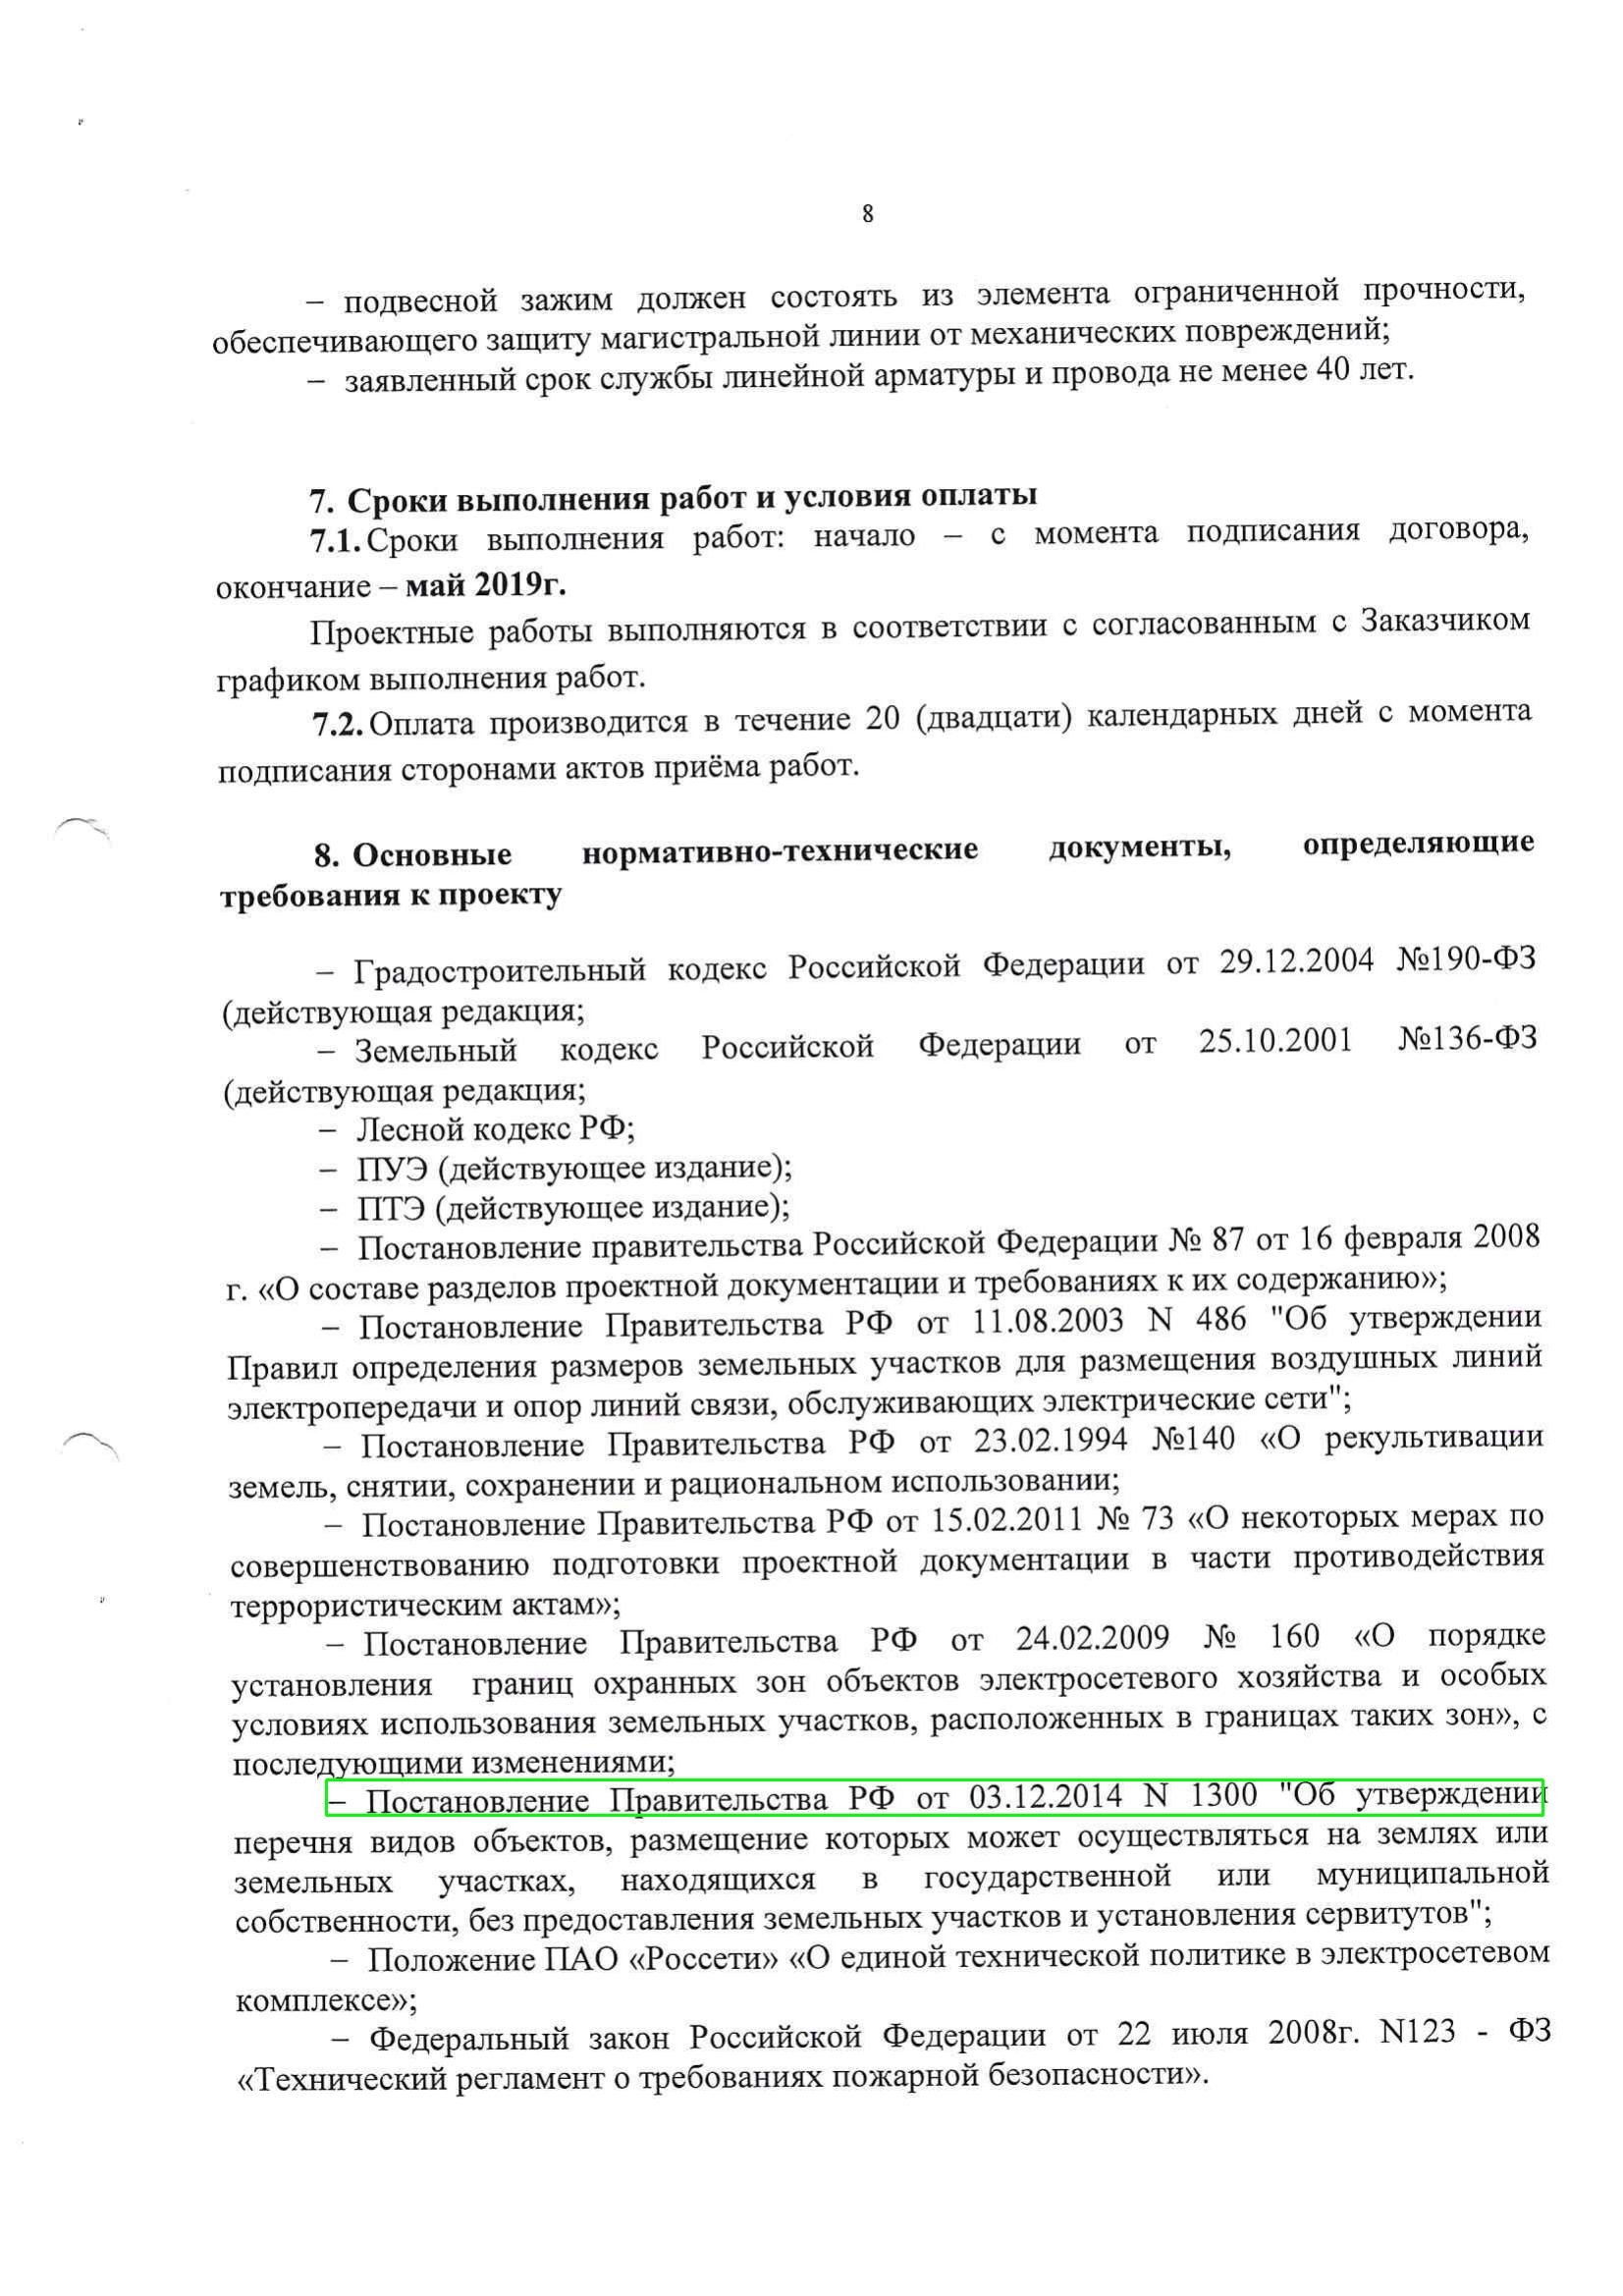 8
– подвесной зажим должен состоять из элемента ограниченной прочности,
обеспечивающего защиту магистральной линии от механических повреждений;
– заявленный срок службы линейной арматуры и провода не менее 40 лет.
7. Сроки выполнения работ и условия оплаты
7.1. Сроки выполнения работ: начало – с момента подписания договора,
окончание – май 2019г.
Проектные работы выполняются в соответствии с согласованным с Заказчиком
графиком выполнения работ.
7.2. Оплата производится в течение 20 (двадцати) календарных дней с момента
подписания сторонами актов приёма работ.
8. Основные нормативно-технические документы, определяющие
требования к проекту
– Градостроительный кодекс Российской Федерации от 29.12.2004 №190-ФЗ
(действующая редакция;
– Земельный кодекс Российской Федерации от 25.10.2001 №136-ФЗ
(действующая редакция;
– Лесной кодекс РФ;
– ПУЭ (действующее издание);
– ПТЭ (действующее издание);
– Постановление правительства Российской Федерации № 87 от 16 февраля 2008
г. «О составе разделов проектной документации и требованиях к их содержанию»;
– Постановление Правительства РФ от 11.08.2003 N 486 "Об утверждении
Правил определения размеров земельных участков для размещения воздушных линий
электропередачи и опор линий связи, обслуживающих электрические сети";
– Постановление Правительства РФ от 23.02.1994 №140 «О рекультивации
земель, снятии, сохранении и рациональном использовании;
– Постановление Правительства РФ от 15.02.2011 № 73 «О некоторых мерах по
совершенствованию подготовки проектной документации в части противодействия
террористическим актам»;
– Постановление Правительства РФ от 24.02.2009 № 160 «О порядке
установления границ охранных зон объектов электросетевого хозяйства и особых
условиях использования земельных участков, расположенных в границах таких зон», с
последующими изменениями;
– Постановление Правительства РФ от 03.12.2014 N 1300 "Об утверждении
перечня видов объектов, размещение которых может осуществляться на землях или
земельных участках, находящихся в государственной или муниципальной
собственности, без предоставления земельных участков и установления сервитутов";
– Положение ПАО «Россети» «О единой технической политике в электросетевом
комплексе»;
– Федеральный закон Российской Федерации от 22 июля 2008г. N123 - ФЗ
«Технический регламент о требованиях пожарной безопасности».